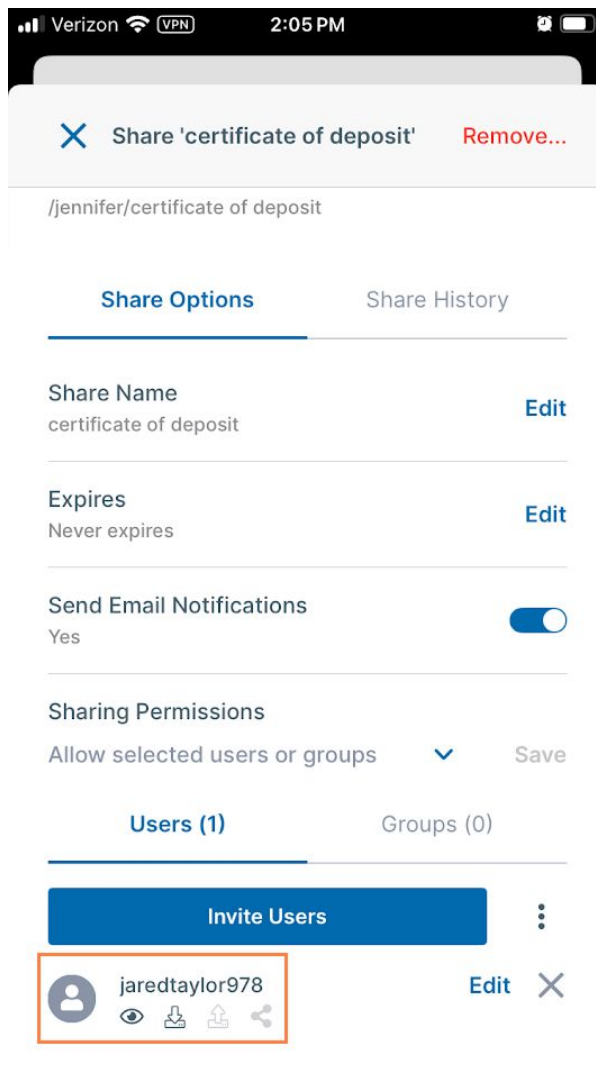 Verizon VPN 2:05 PM
Share 'certificate of deposit' Remove...
/jennifer/certificate of deposit
Share Options Share History
Share Name
certificate of deposit
Edit
Expires
Never expires
Edit
Send Email Notifications
Yes
Sharing Permissions
Allow selected users or groups Save
Users (1) Groups (0)
Invite Users
jaredtaylor978 Edit